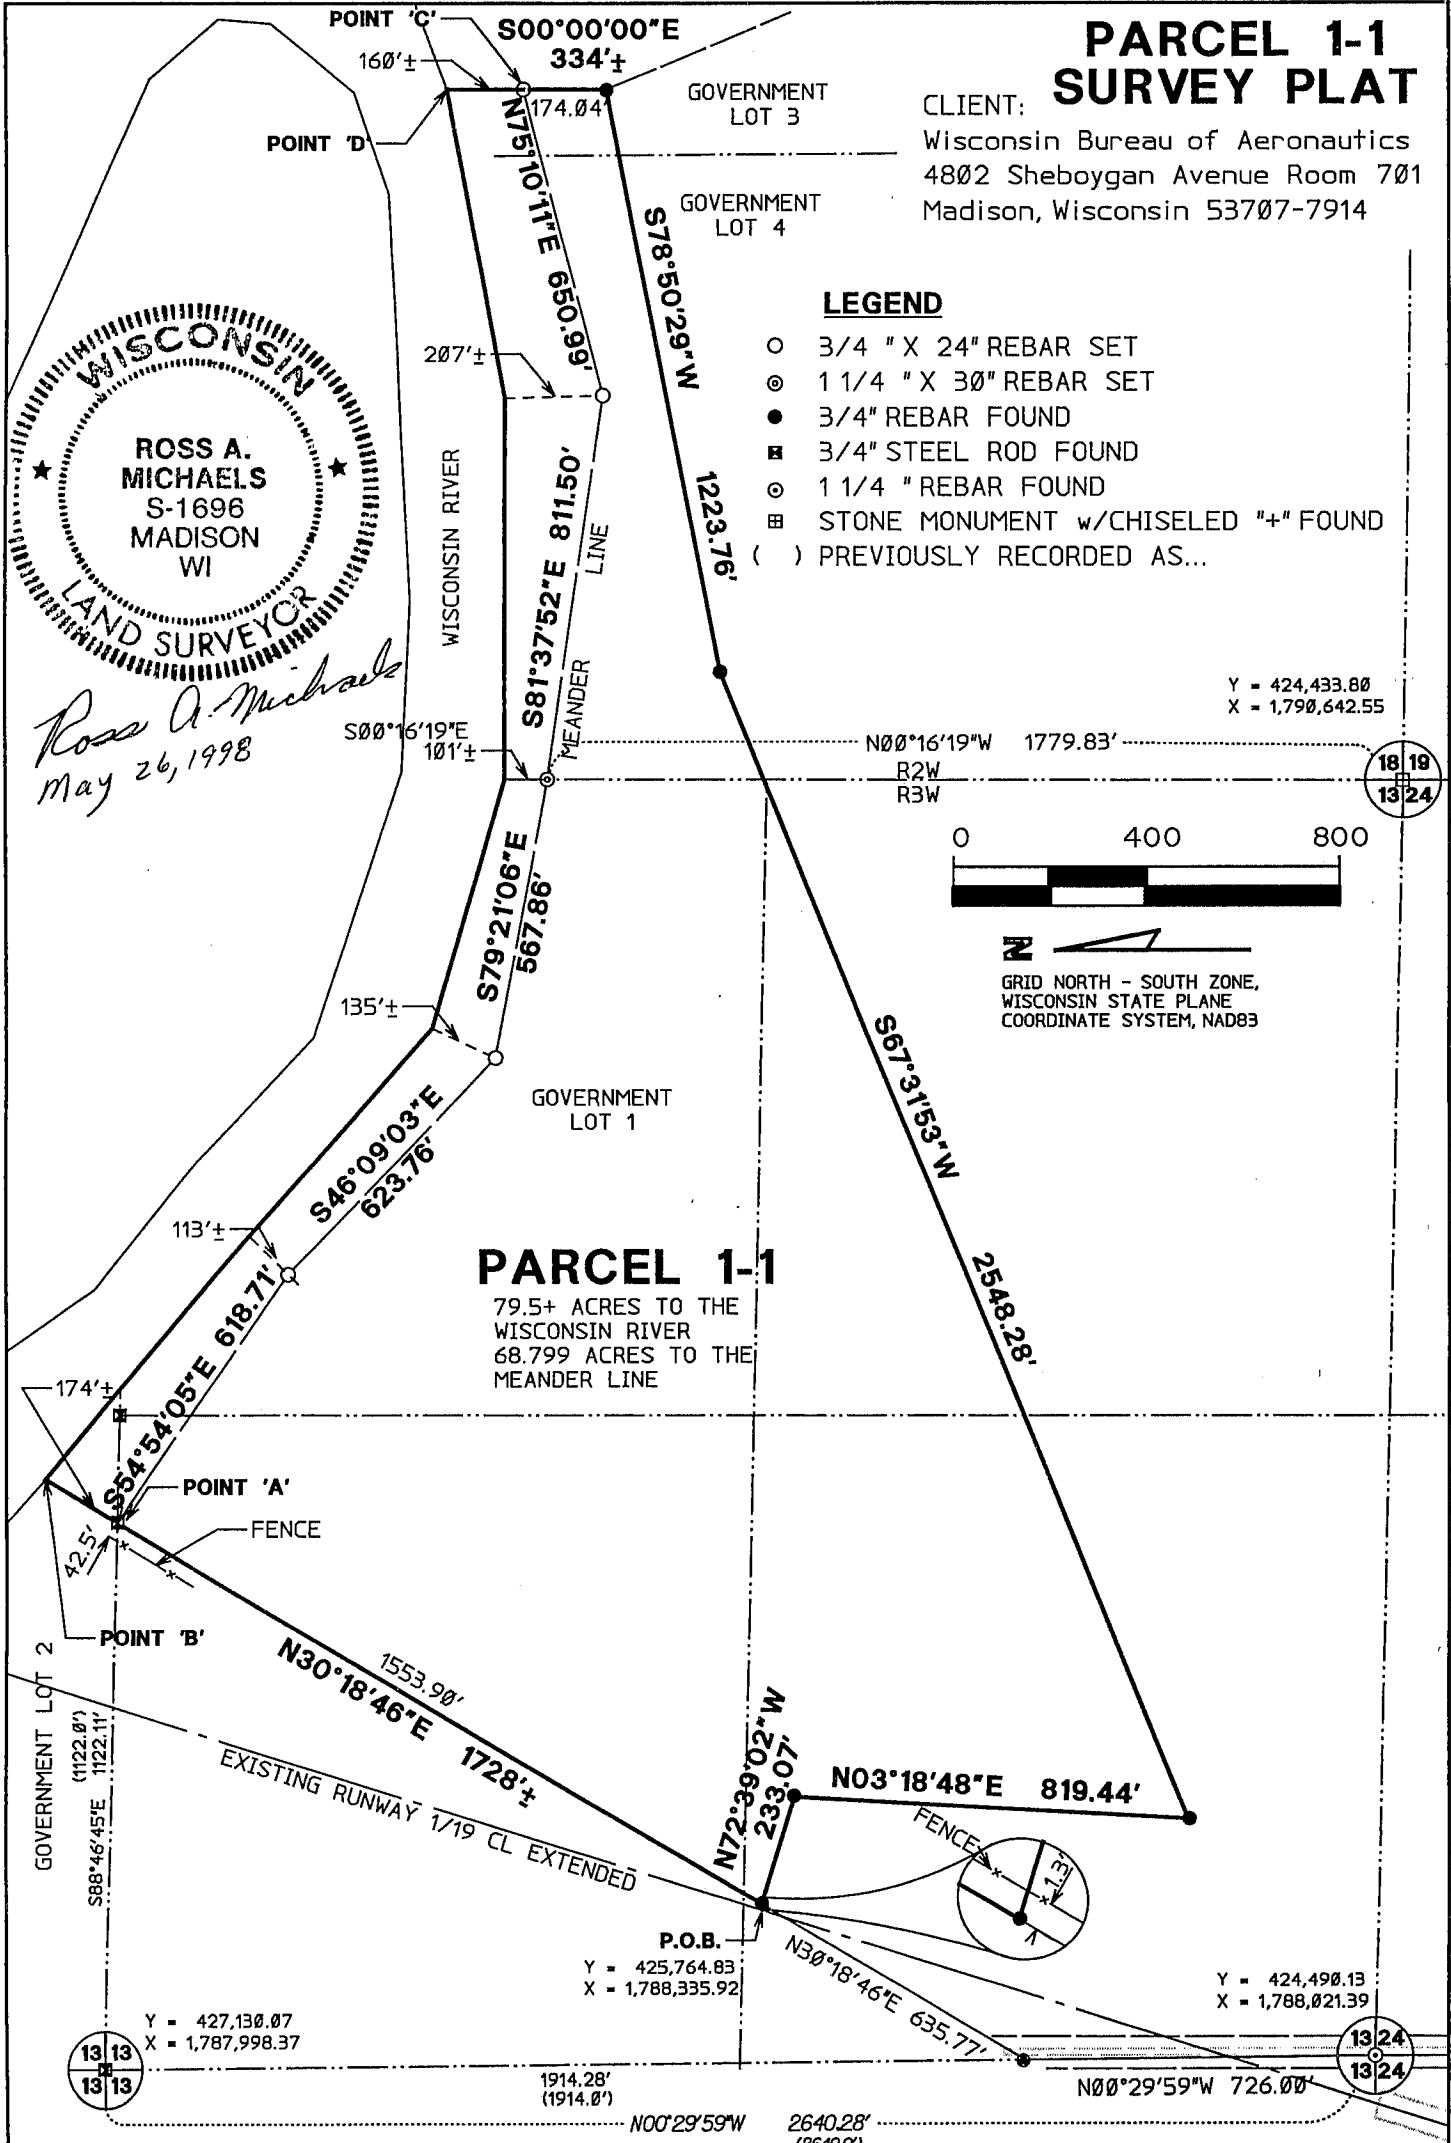 PARCEL 1-1
SURVEY PLAT
CLIENT:
Wisconsin Bureau of Aeronautics
4802 Sheboygan Avenue Room 701
Madison, Wisconsin 53707-7914
POINT 'C'
S00°00'00"E
334'±
160'±
174.04'
POINT 'D'
GOVERNMENT
LOT 3
GOVERNMENT
LOT 4
N75°10'11"E 650.99'
S78°50'29"W
1223.76'
LEGEND
3/4 " X 24" REBAR SET
1 1/4 " X 30" REBAR SET
3/4" REBAR FOUND
3/4" STEEL ROD FOUND
1 1/4 " REBAR FOUND
STONE MONUMENT w/CHISELED "+" FOUND
( ) PREVIOUSLY RECORDED AS...
WISCONSIN
ROSS A.
MICHAELS
S-1696
MADISON
WI
LAND SURVEYOR
Ross A. Michaels
May 26, 1998
207'±
WISCONSIN RIVER
S81°37'52"E 811.50'
MEANDER LINE
S00°16'19"E
101'±
Y = 424,433.80
X = 1,790,642.55
N00°16'19"W 1779.83'
R2W
R3W
18 19
13 24
0 400 800
N
GRID NORTH - SOUTH ZONE,
WISCONSIN STATE PLANE
COORDINATE SYSTEM, NAD83
S79°21'06"E
567.86'
135'±
GOVERNMENT
LOT 1
S46°09'03"E
623.76'
113'±
S67°31'53"W
2548.28'
PARCEL 1-1
79.5+ ACRES TO THE
WISCONSIN RIVER
68.799 ACRES TO THE
MEANDER LINE
S54°54'05"E 618.71'
174'±
POINT 'A'
FENCE
42.5'
POINT 'B'
GOVERNMENT LOT 2
(1122.0')
S88°46'45"E 1122.11'
1553.90'
N30°18'46"E 1728'±
EXISTING RUNWAY 1/19 CL EXTENDED
N72°39'02"W
233.07'
N03°18'48"E 819.44'
FENCE
1.3'
P.O.B.
Y = 425,764.83
X = 1,788,335.92
N30°18'46"E 635.77'
Y = 424,490.13
X = 1,788,021.39
Y = 427,130.07
X = 1,787,998.37
13 13
13 13
13 24
13 24
1914.28'
(1914.0')
N00°29'59"W 726.00'
N00°29'59"W 2640.28'